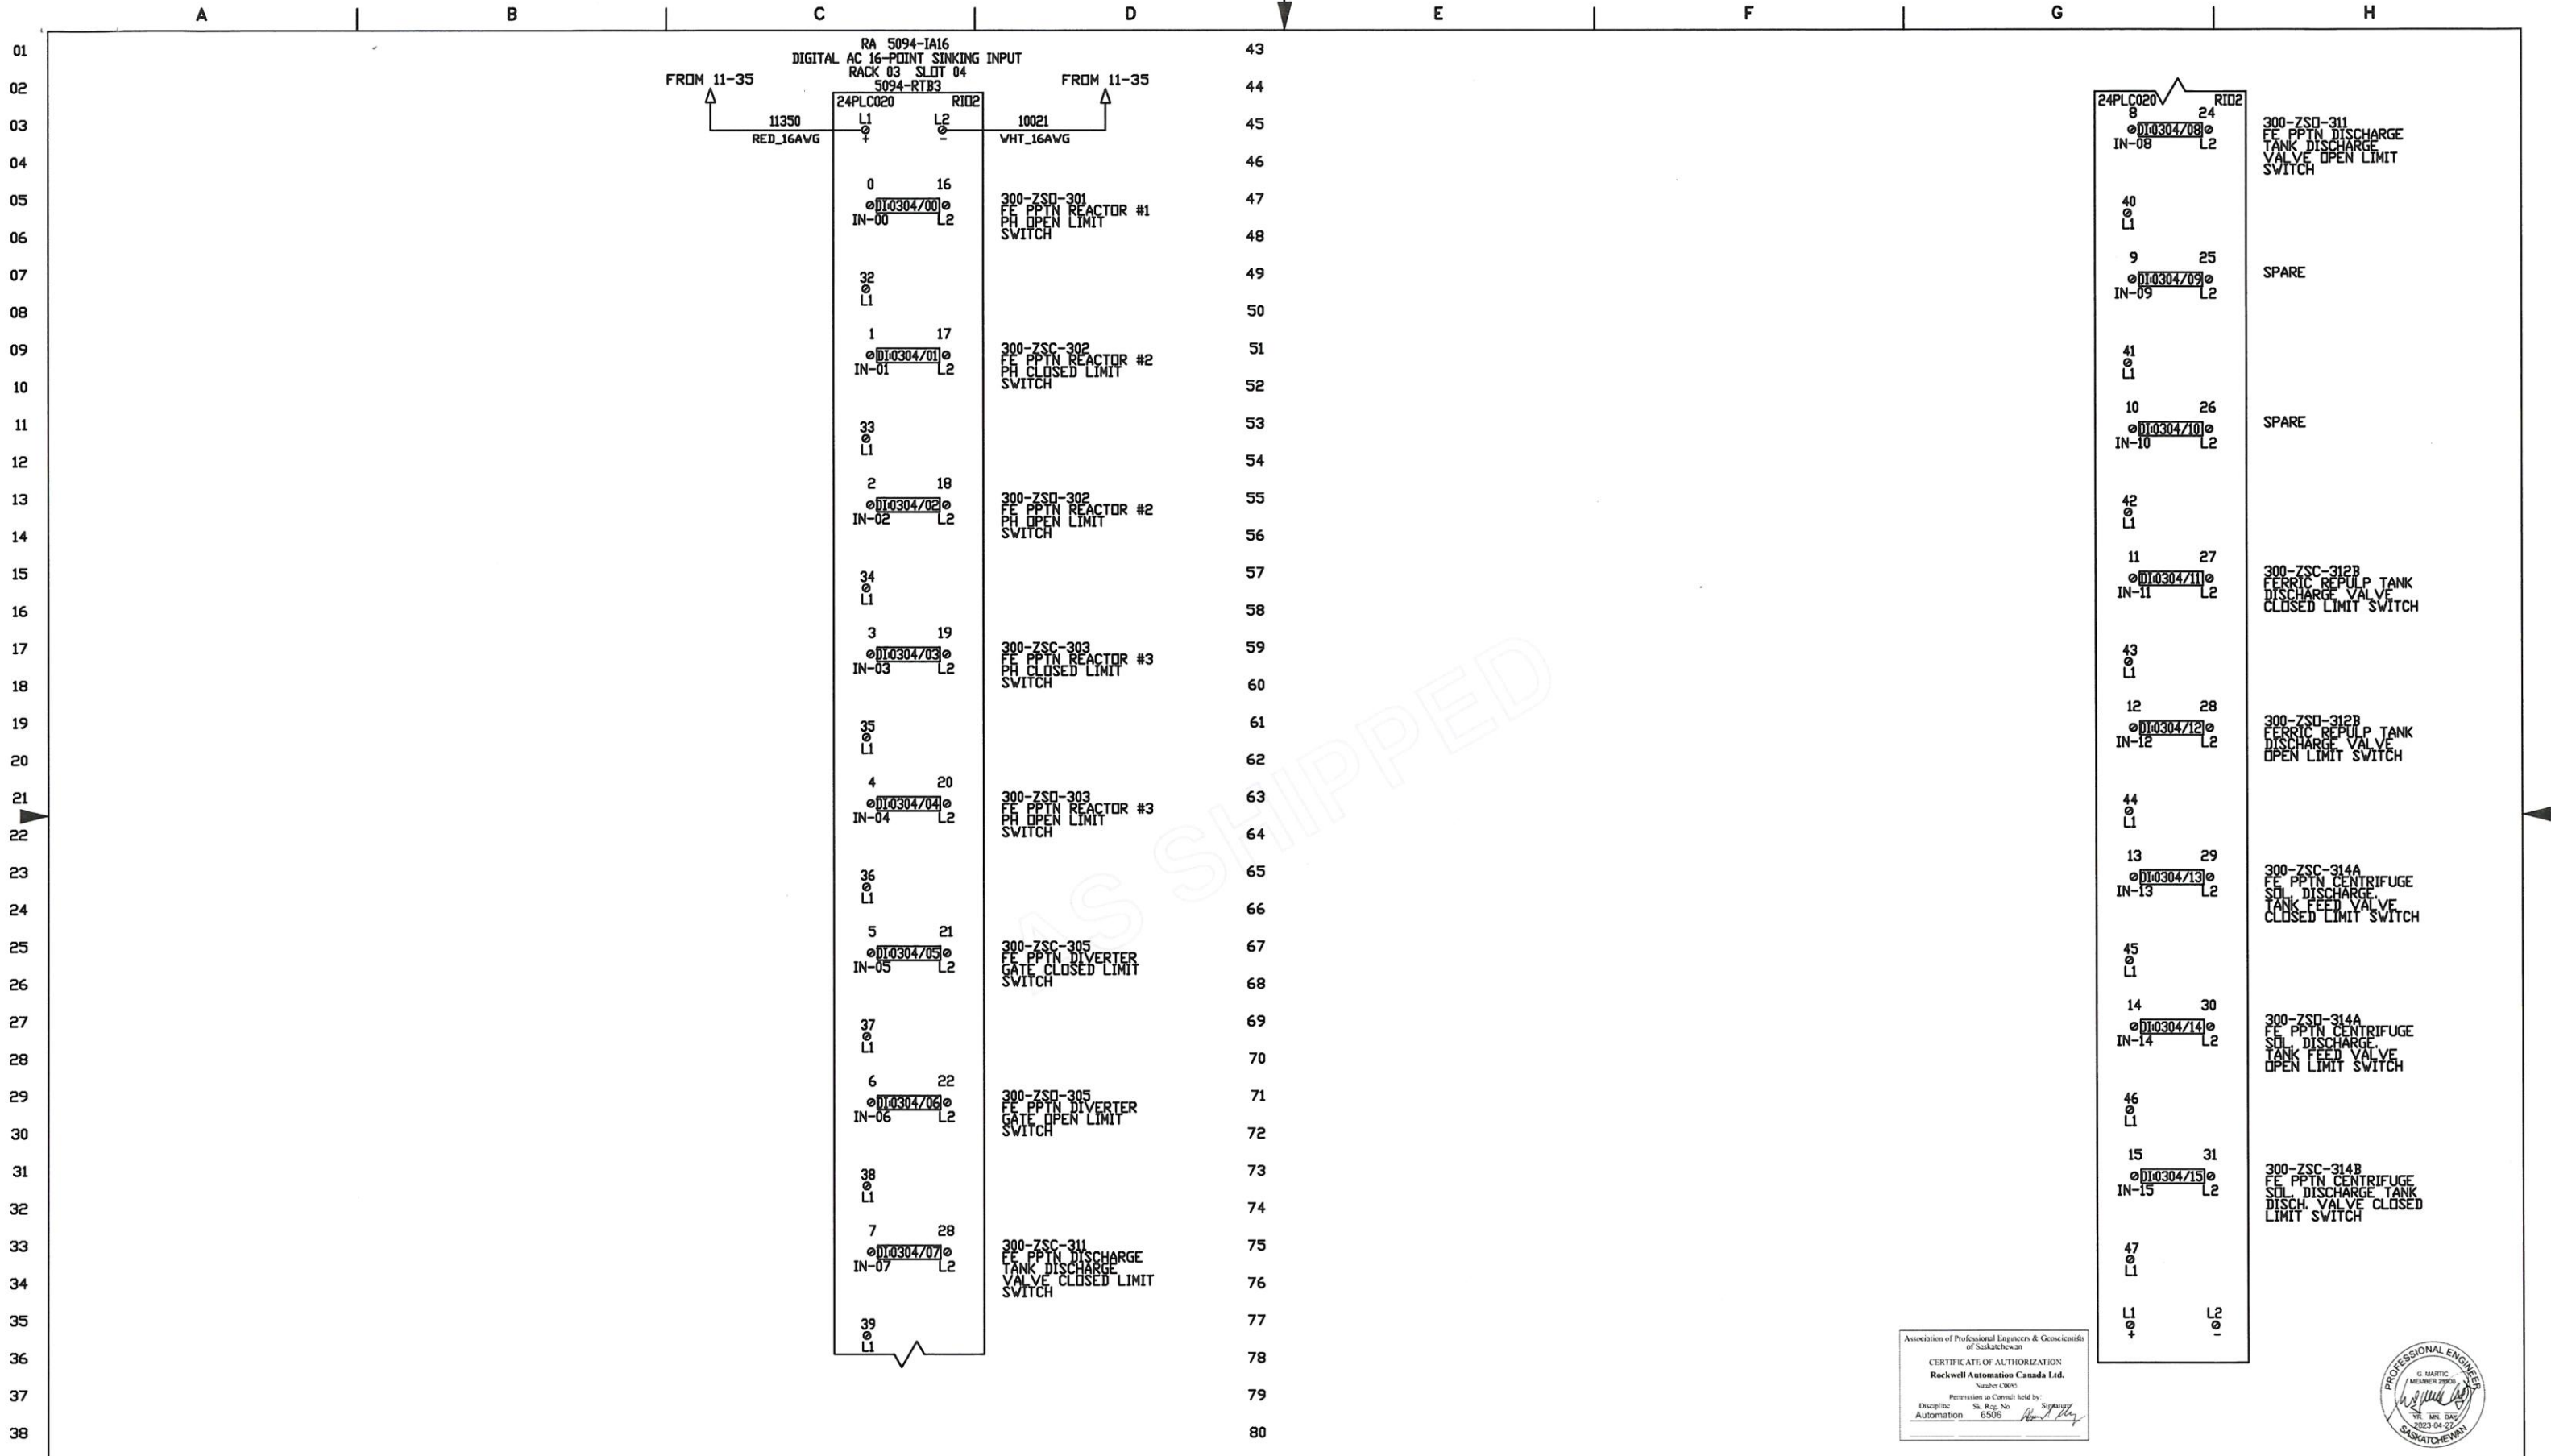 A B C D E F G H
01
02
03
04
05
06
07
08
09
10
11
12
13
14
15
16
17
18
19
20
21
22
23
24
25
26
27
28
29
30
31
32
33
34
35
36
37
38
RA 5094-IA16
DIGITAL AC 16-POINT SINKING INPUT
RACK 03 SLOT 04
5094-RTB3
FROM 11-35
FROM 11-35
24PLC020 RIO2
11350
RED_16AWG
L1 L2
+ -
10021
WHT_16AWG
0 16
DI:0304/00
IN-00 L2
300-ZSO-301
FE PPTN REACTOR #1
PH OPEN LIMIT
SWITCH
32
L1
1 17
DI:0304/01
IN-01 L2
300-ZSC-302
FE PPTN REACTOR #2
PH CLOSED LIMIT
SWITCH
33
L1
2 18
DI:0304/02
IN-02 L2
300-ZSO-302
FE PPTN REACTOR #2
PH OPEN LIMIT
SWITCH
34
L1
3 19
DI:0304/03
IN-03 L2
300-ZSC-303
FE PPTN REACTOR #3
PH CLOSED LIMIT
SWITCH
35
L1
4 20
DI:0304/04
IN-04 L2
300-ZSO-303
FE PPTN REACTOR #3
PH OPEN LIMIT
SWITCH
36
L1
5 21
DI:0304/05
IN-05 L2
300-ZSC-305
FE PPTN DIVERTER
GATE CLOSED LIMIT
SWITCH
37
L1
6 22
DI:0304/06
IN-06 L2
300-ZSO-305
FE PPTN DIVERTER
GATE OPEN LIMIT
SWITCH
38
L1
7 28
DI:0304/07
IN-07 L2
300-ZSC-311
FE PPTN DISCHARGE
TANK DISCHARGE
VALVE CLOSED LIMIT
SWITCH
39
L1
43
44
45
46
47
48
49
50
51
52
53
54
55
56
57
58
59
60
61
62
63
64
65
66
67
68
69
70
71
72
73
74
75
76
77
78
79
80
24PLC020 RIO2
8 24
DI:0304/08
IN-08 L2
300-ZSO-311
FE PPTN DISCHARGE
TANK DISCHARGE
VALVE OPEN LIMIT
SWITCH
40
L1
9 25
DI:0304/09
IN-09 L2
SPARE
41
L1
10 26
DI:0304/10
IN-10 L2
SPARE
42
L1
11 27
DI:0304/11
IN-11 L2
300-ZSC-312B
FERRIC REPULP TANK
DISCHARGE VALVE
CLOSED LIMIT SWITCH
43
L1
12 28
DI:0304/12
IN-12 L2
300-ZSO-312B
FERRIC REPULP TANK
DISCHARGE VALVE
OPEN LIMIT SWITCH
44
L1
13 29
DI:0304/13
IN-13 L2
300-ZSC-314A
FE PPTN CENTRIFUGE
SOL. DISCHARGE.
TANK FEED VALVE
CLOSED LIMIT SWITCH
45
L1
14 30
DI:0304/14
IN-14 L2
300-ZSO-314A
FE PPTN CENTRIFUGE
SOL. DISCHARGE.
TANK FEED VALVE
OPEN LIMIT SWITCH
46
L1
15 31
DI:0304/15
IN-15 L2
300-ZSC-314B
FE PPTN CENTRIFUGE
SOL. DISCHARGE TANK
DISCH. VALVE CLOSED
LIMIT SWITCH
47
L1
L1 L2
+ -
AS SHIPPED
Association of Professional Engineers & Geoscientists
of Saskatchewan
CERTIFICATE OF AUTHORIZATION
Rockwell Automation Canada Ltd.
Number
Permission to Consult held by:
Discipline Sk. Reg. No Signature
Automation 6506
PROFESSIONAL ENGINEER
G. MARTIC
MEMBER
YR. MN. DAY
2023-04-27
SASKATCHEWAN